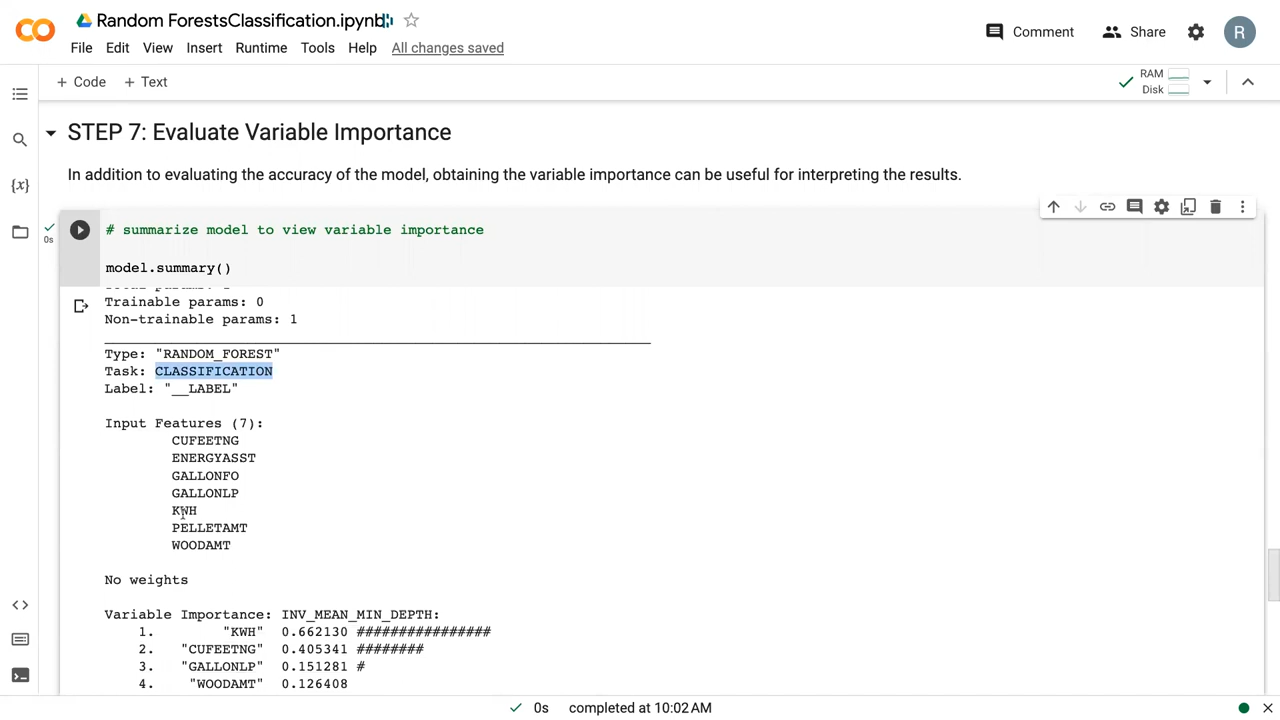 Random ForestsClassification.ipynb
File Edit View Insert Runtime Tools Help All changes saved
Comment Share R
+ Code + Text
RAM
Disk
STEP 7: Evaluate Variable Importance
In addition to evaluating the accuracy of the model, obtaining the variable importance can be useful for interpreting the results.
{x}
0s
# summarize model to view variable importance
model.summary()
Trainable params: 0
Non-trainable params: 1
Type: "RANDOM_FOREST"
Task: CLASSIFICATION
Label: "__LABEL"
Input Features (7):
CUFEETNG
ENERGYASST
GALLONFO
GALLONLP
KWH
PELLETAMT
WOODAMT
No weights
Variable Importance: INV_MEAN_MIN_DEPTH:
1. "KWH" 0.662130 ################
2. "CUFEETNG" 0.405341 ########
3. "GALLONLP" 0.151281 #
4. "WOODAMT" 0.126408
0s completed at 10:02 AM